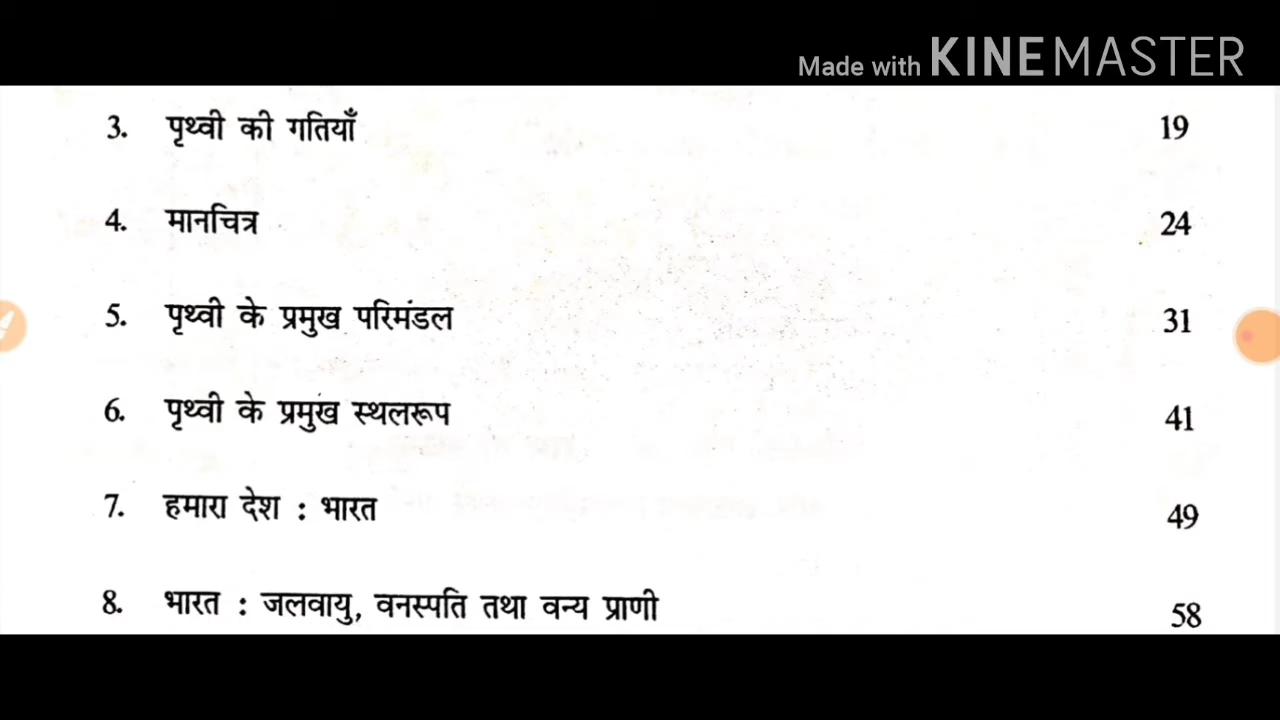 Made with KINEMASTER
3. पृथ्वी की गतियाँ 19
4. मानचित्र 24
5. पृथ्वी के प्रमुख परिमंडल 31
6. पृथ्वी के प्रमुख स्थलरूप 41
7. हमारा देश : भारत 49
8. भारत : जलवायु, वनस्पति तथा वन्य प्राणी 58